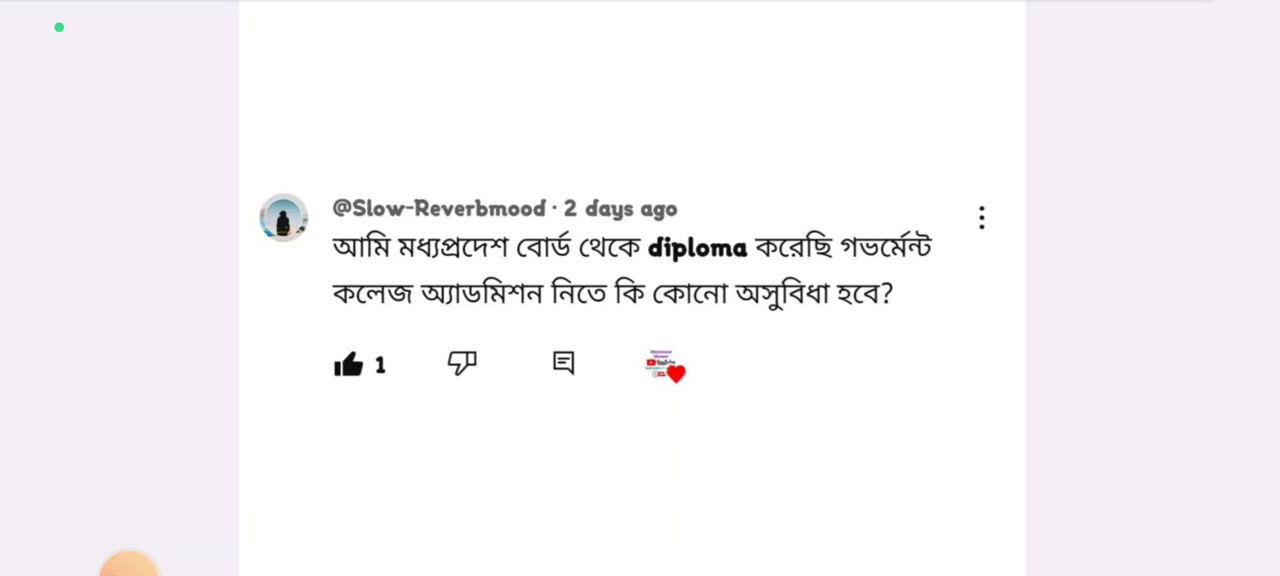 @Slow-Reverbmood · 2 days ago
আমি মধ্যপ্রদেশ বোর্ড থেকে diploma করেছি গভর্মেন্ট
কলেজ অ্যাডমিশন নিতে কি কোনো অসুবিধা হবে?
1